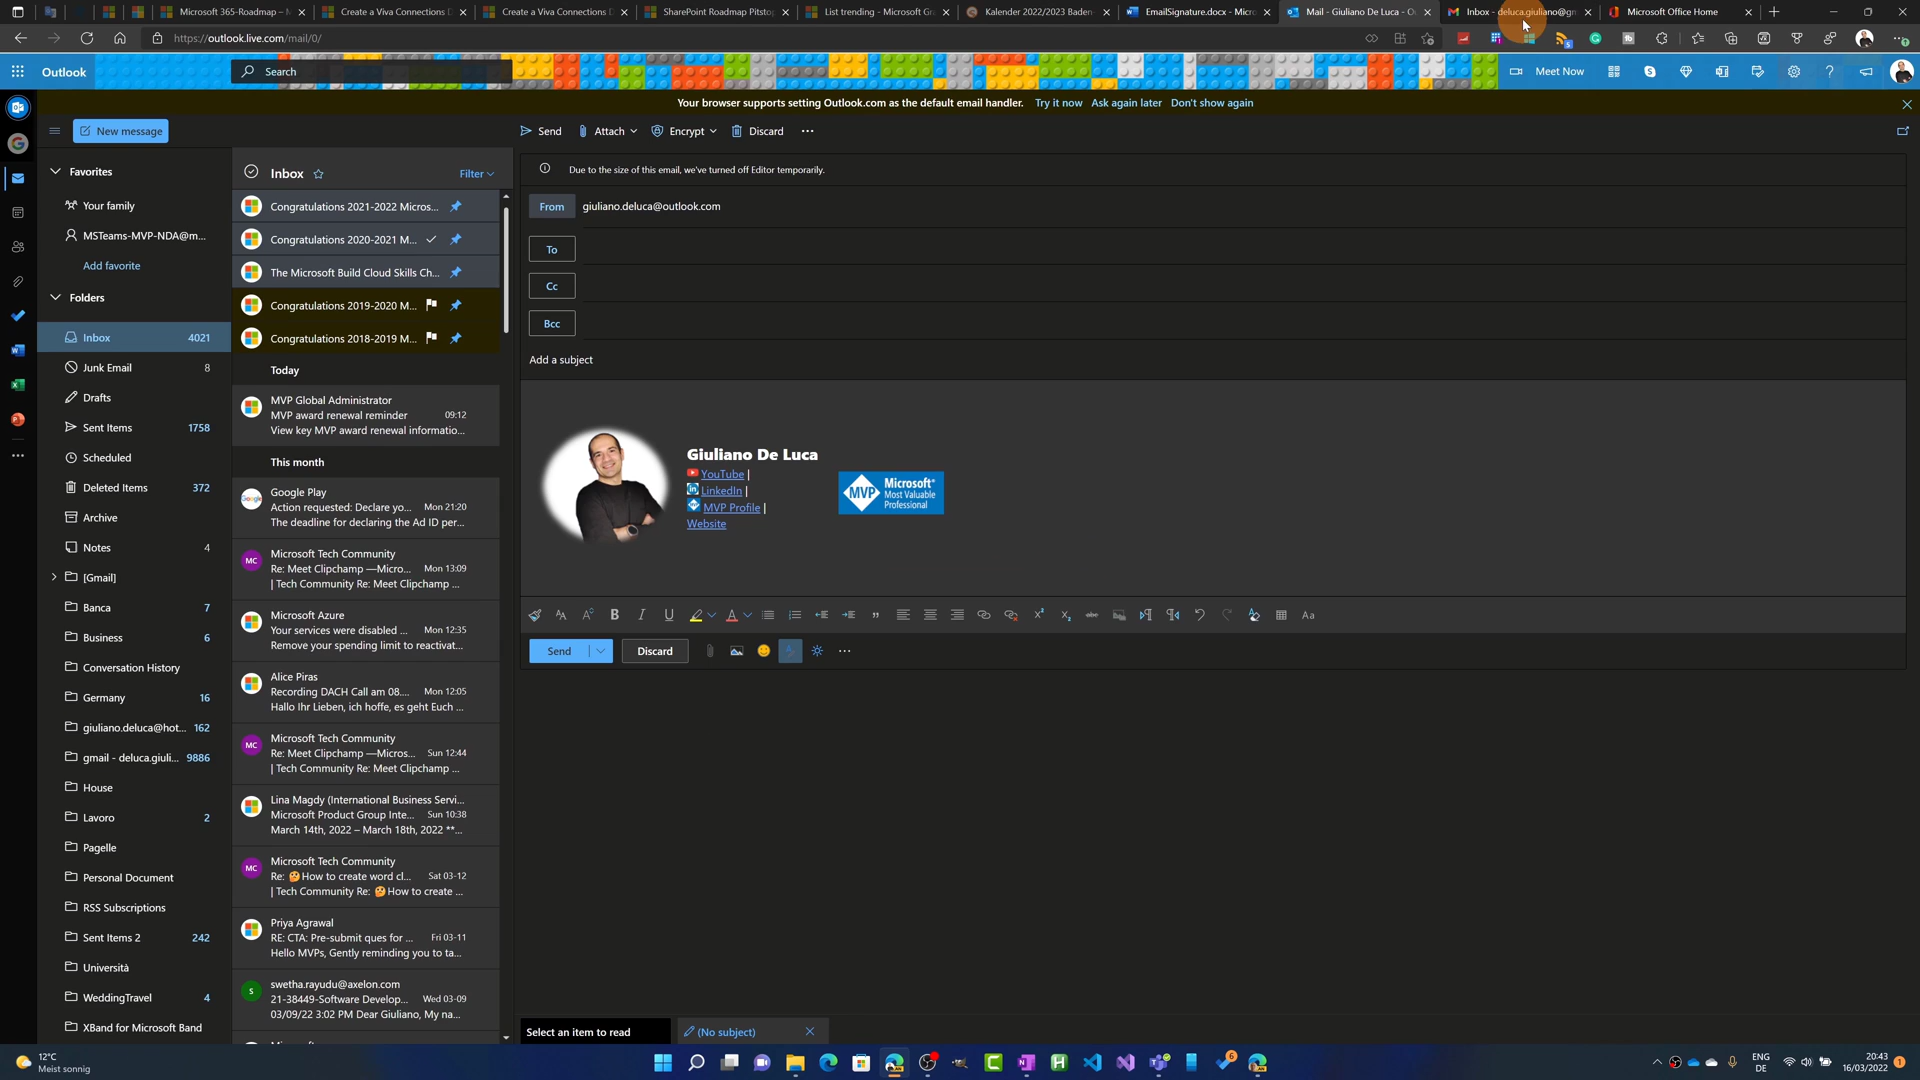 Microsoft 365-Roadmap – M
Create a Viva Connections D
Create a Viva Connections D
SharePoint Roadmap Pitstop
List trending - Microsoft Gr
Kalender 2022/2023 Baden
EmailSignature.docx - Micr
Mail - Giuliano De Luca - O
Inbox - deluca.giuliano@gm
Microsoft Office Home
https://outlook.live.com/mail/0/
Outlook
Search
Meet Now
Your browser supports setting Outlook.com as the default email handler. Try it now Ask again later Don't show again
New message
Send
Attach
Encrypt
Discard
Favorites
Your family
MSTeams-MVP-NDA@m...
Add favorite
Folders
Inbox 4021
Junk Email 8
Drafts
Sent Items 1758
Scheduled
Deleted Items 372
Archive
Notes 4
[Gmail]
Banca 7
Business 6
Conversation History
Germany 16
giuliano.deluca@hot... 162
gmail - deluca.giuli... 9886
House
Lavoro 2
Pagelle
Personal Document
RSS Subscriptions
Sent Items 2 242
Università
WeddingTravel 4
XBand for Microsoft Band
Inbox
Filter
Congratulations 2021-2022 Micros...
Congratulations 2020-2021 M...
The Microsoft Build Cloud Skills Ch...
Congratulations 2019-2020 M...
Congratulations 2018-2019 M...
Today
MVP Global Administrator
MVP award renewal reminder 09:12
View key MVP award renewal informatio...
This month
Google Play
Action requested: Declare yo... Mon 21:20
The deadline for declaring the Ad ID per...
MC
Microsoft Tech Community
Re: Meet Clipchamp —Micro... Mon 13:09
| Tech Community Re: Meet Clipchamp ...
Microsoft Azure
Your services were disabled ... Mon 12:35
Remove your spending limit to reactivat...
Alice Piras
Recording DACH Call am 08.... Mon 12:05
Hallo Ihr Lieben, ich hoffe, es geht Euch ...
MC
Microsoft Tech Community
Re: Meet Clipchamp —Micros... Sun 12:44
| Tech Community Re: Meet Clipchamp ...
Lina Magdy (International Business Servi...
Microsoft Product Group Inte... Sun 10:38
March 14th, 2022 – March 18th, 2022 **...
MC
Microsoft Tech Community
Re: 🤔How to create word cl... Sat 03-12
| Tech Community Re: 🤔How to create ...
Priya Agrawal
RE: CTA: Pre-submit ques for ... Fri 03-11
Hello MVPs, Gently reminding you to ta...
S
swetha.rayudu@axelon.com
21-38449-Software Develop... Wed 03-09
03/09/22 3:02 PM Dear Giuliano, My na...
Due to the size of this email, we've turned off Editor temporarily.
From giuliano.deluca@outlook.com
To
Cc
Bcc
Add a subject
Giuliano De Luca
YouTube |
LinkedIn |
MVP Profile |
Website
MVP
Microsoft®
Most Valuable
Professional
Send
Discard
Select an item to read
(No subject)
12°C
Meist sonnig
6
ENG
DE
20:43
16/03/2022
1